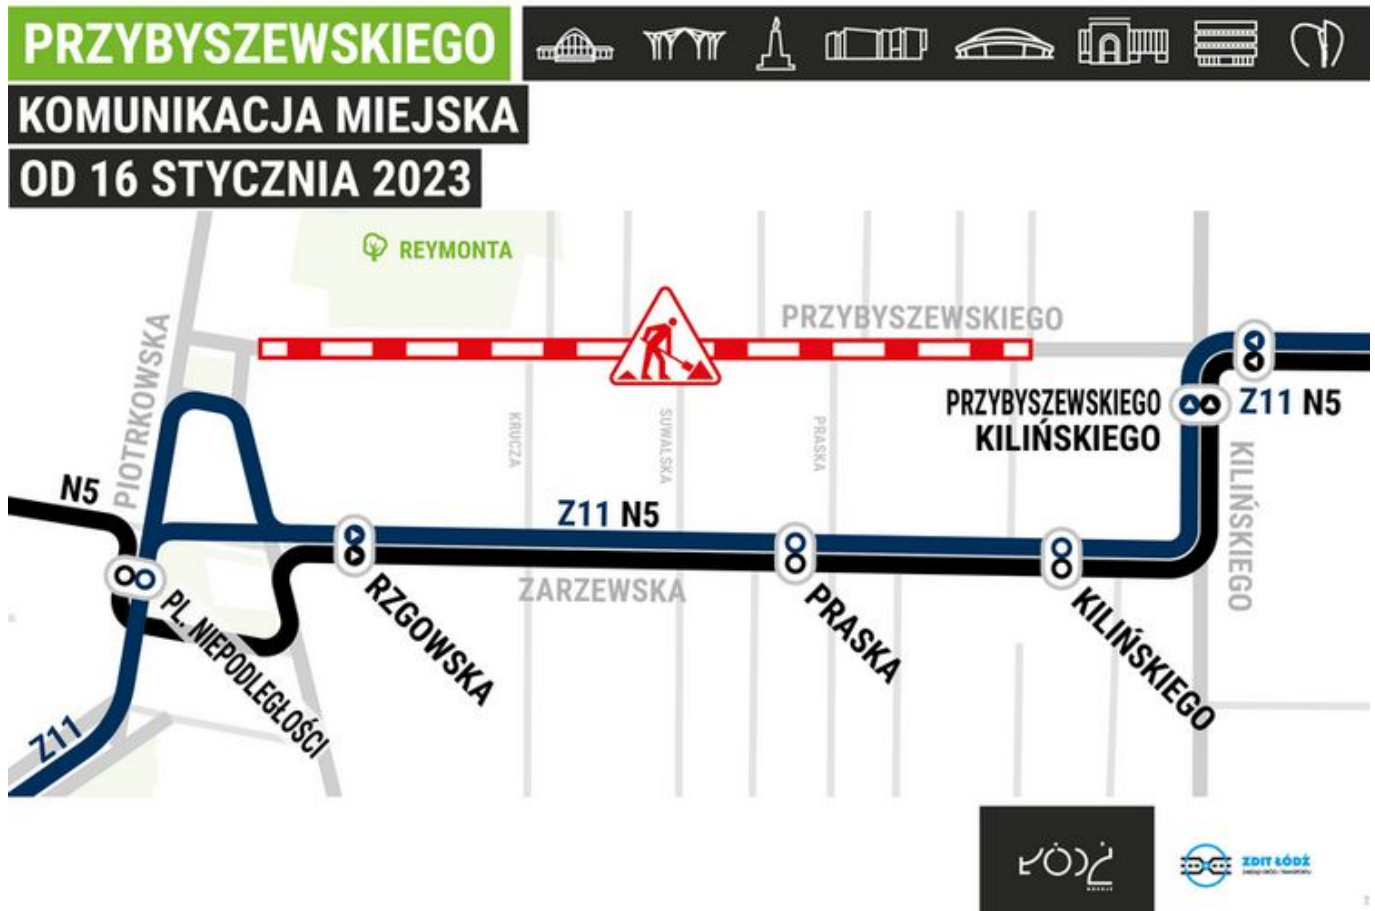 PRZYBYSZEWSKIEGO
KOMUNIKACJA MIEJSKA
OD 16 STYCZNIA 2023
REYMONTA
PRZYBYSZEWSKIEGO
PIOTRKOWSKA
KRUCZA
SUWALSKA
PRASKA
PRZYBYSZEWSKIEGO
KILIŃSKIEGO
Z11 N5
KILIŃSKIEGO
N5
Z11 N5
ZARZEWSKA
PL. NIEPODLEGŁOŚCI
RZGOWSKA
PRASKA
KILIŃSKIEGO
Z11
ŁÓDŹ
ZDIT ŁÓDŹ